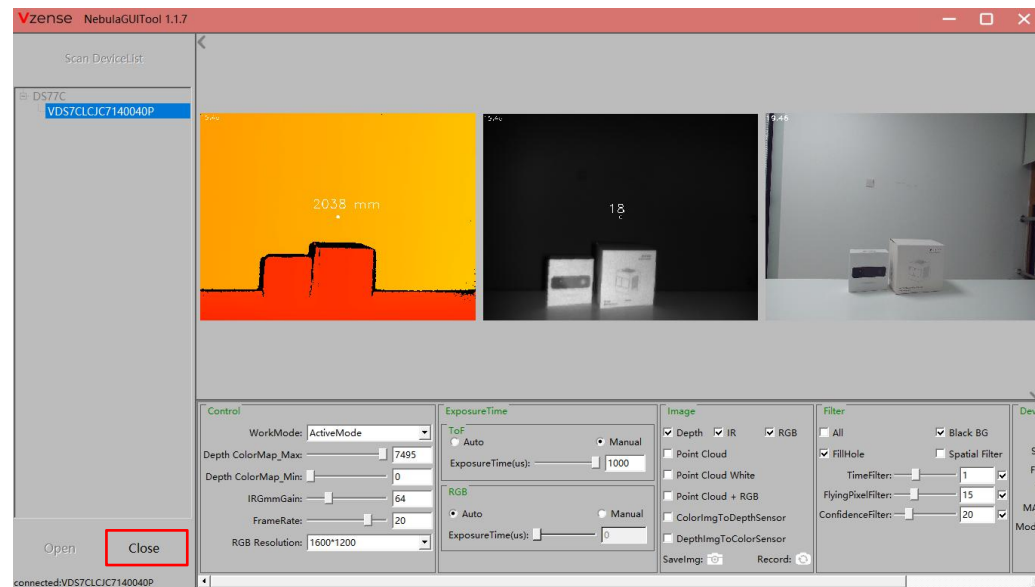 Vzense NebulaGUITool 1.1.7
Scan DeviceList
DS77C
VDS7CLCJC7140040P
2038 mm
18
19.46
Control
WorkMode: ActiveMode
Depth ColorMap_Max: 7495
Depth ColorMap_Min: 0
IRGmmGain: 64
FrameRate: 20
RGB Resolution: 1600*1200
ExposureTime
ToF
Auto Manual
ExposureTime(us): 1000
RGB
Auto Manual
ExposureTime(us): 0
Image
Depth IR RGB
Point Cloud
Point Cloud White
Point Cloud + RGB
ColorImgToDepthSensor
DepthImgToColorSensor
SaveImg: Record:
Filter
All Black BG
FillHole Spatial Filter
TimeFilter: 1
FlyingPixelFilter: 15
ConfidenceFilter: 20
Open Close
connected:VDS7CLCJC7140040P